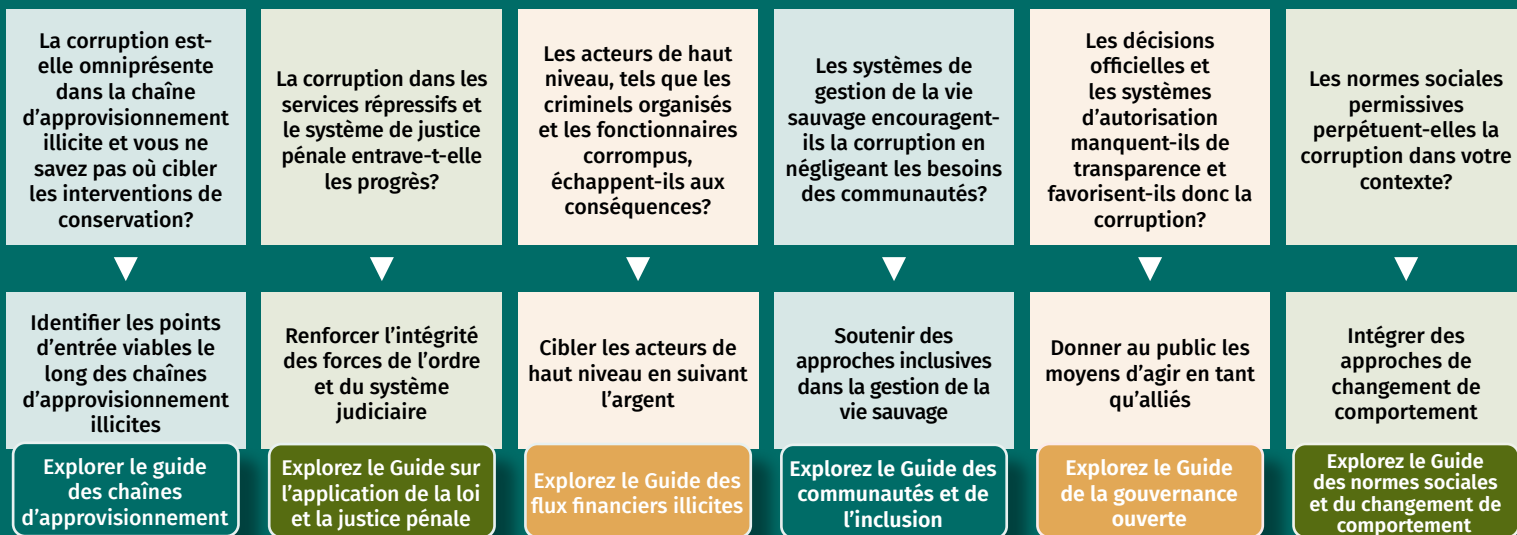 La corruption est-
elle omniprésente
dans la chaîne
d'approvisionnement
illicite et vous ne
savez pas où cibler
les interventions de
conservation?
La corruption dans les
services répressifs et
le système de justice
pénale entrave-t-elle
les progrès?
Les acteurs de haut
niveau, tels que les
criminels organisés
et les fonctionnaires
corrompus,
échappent-ils aux
conséquences?
Les systèmes de
gestion de la vie
sauvage encouragent-
ils la corruption en
négligeant les besoins
des communautés?
Les décisions
officielles et
les systèmes
d'autorisation
manquent-ils de
transparence et
favorisent-ils donc la
corruption?
Les normes sociales
permissives
perpétuent-elles la
corruption dans votre
contexte?
Identifier les points
d'entrée viables le
long des chaînes
d'approvisionnement
illicites
Renforcer l'intégrité
des forces de l'ordre
et du système
judiciaire
Cibler les acteurs de
haut niveau en suivant
l'argent
Soutenir des
approches inclusives
dans la gestion de la
vie sauvage
Donner au public les
moyens d'agir en tant
qu'alliés
Intégrer des
approches de
changement de
comportement
Explorer le guide
des chaînes
d'approvisionnement
Explorez le Guide sur
l'application de la loi
et la justice pénale
Explorez le Guide des
flux financiers illicites
Explorez le Guide des
communautés et de
l'inclusion
Explorez le Guide
de la gouvernance
ouverte
Explorez le Guide
des normes sociales
et du changement de
comportement